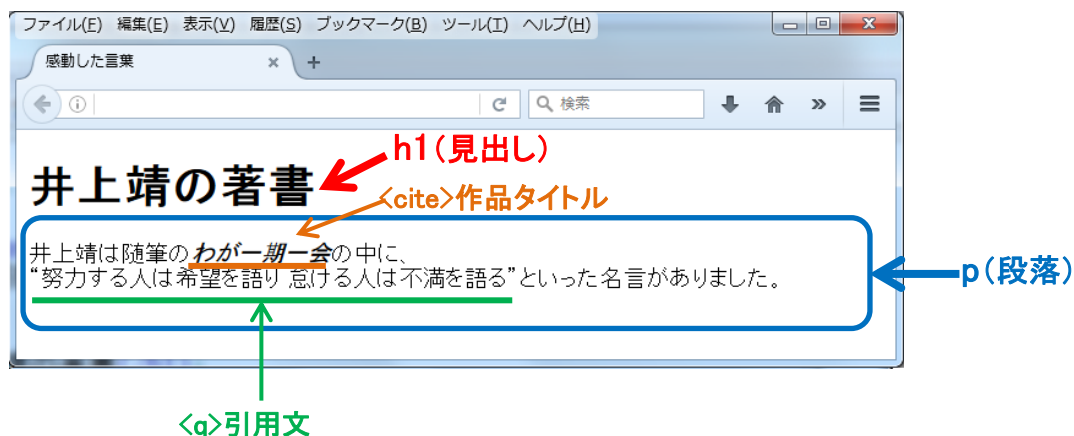 ファイル(F) 編集(E) 表示(V) 履歴(S) ブックマーク(B) ツール(T) ヘルプ(H)
感動した言葉
検索
h1(見出し)
井上靖の著書
<cite>作品タイトル
井上靖は随筆のわが一期一会の中に、
“努力する人は希望を語り 怠ける人は不満を語る”といった名言がありました。
p(段落)
<q>引用文